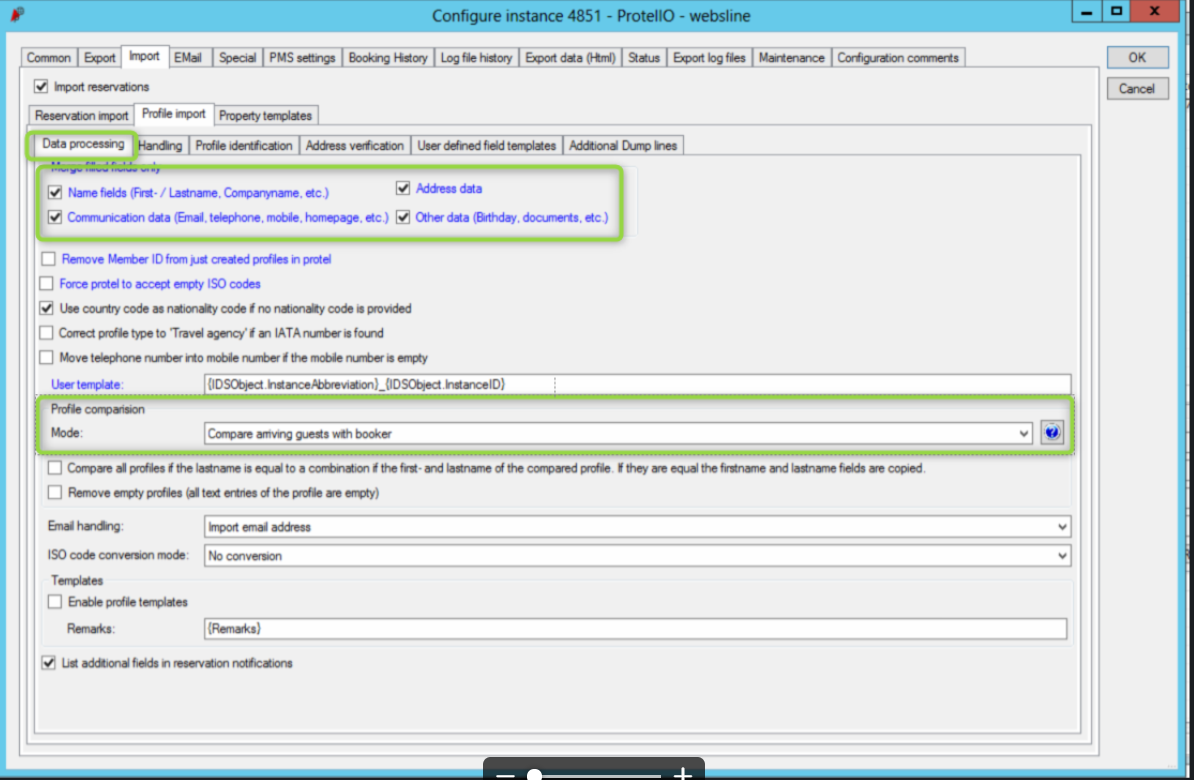 Configure instance 4851 - ProtelIO - websline
Common Export Import EMail Special PMS settings Booking History Log file history Export data (Html) Status Export log files Maintenance Configuration comments
OK
Cancel
Import reservations
Reservation import Profile import Property templates
Data processing Handling Profile identification Address verification User defined field templates Additional Dump lines
Merge filled fields only
Name fields (First- / Lastname, Companyname, etc.) Address data
Communication data (Email, telephone, mobile, homepage, etc.) Other data (Birthday, documents, etc.)
Remove Member ID from just created profiles in protel
Force protel to accept empty ISO codes
Use country code as nationality code if no nationality code is provided
Correct profile type to 'Travel agency' if an IATA number is found
Move telephone number into mobile number if the mobile number is empty
User template: {IDSObject.InstanceAbbreviation}_{IDSObject.InstanceID}
Profile comparision
Mode: Compare arriving guests with booker
Compare all profiles if the lastname is equal to a combination if the first- and lastname of the compared profile. If they are equal the firstname and lastname fields are copied.
Remove empty profiles (all text entries of the profile are empty)
Email handling: Import email address
ISO code conversion mode: No conversion
Templates
Enable profile templates
Remarks: {Remarks}
List additional fields in reservation notifications